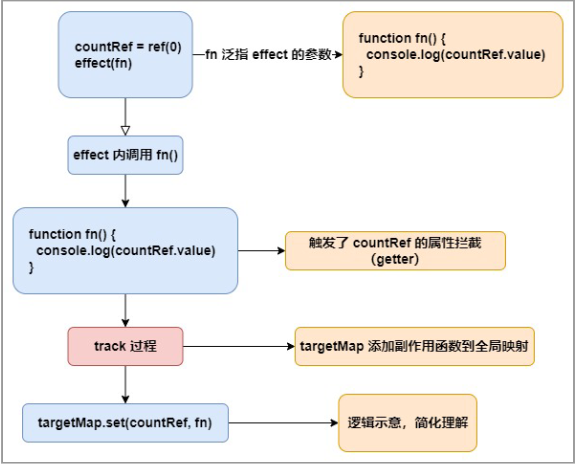 countRef = ref(0)
effect(fn)
fn 泛指 effect 的参数
function fn() {
console.log(countRef.value)
}
effect 内调用 fn()
function fn() {
console.log(countRef.value)
}
触发了 countRef 的属性拦截
（getter）
track 过程
targetMap 添加副作用函数到全局映射
targetMap.set(countRef, fn)
逻辑示意，简化理解